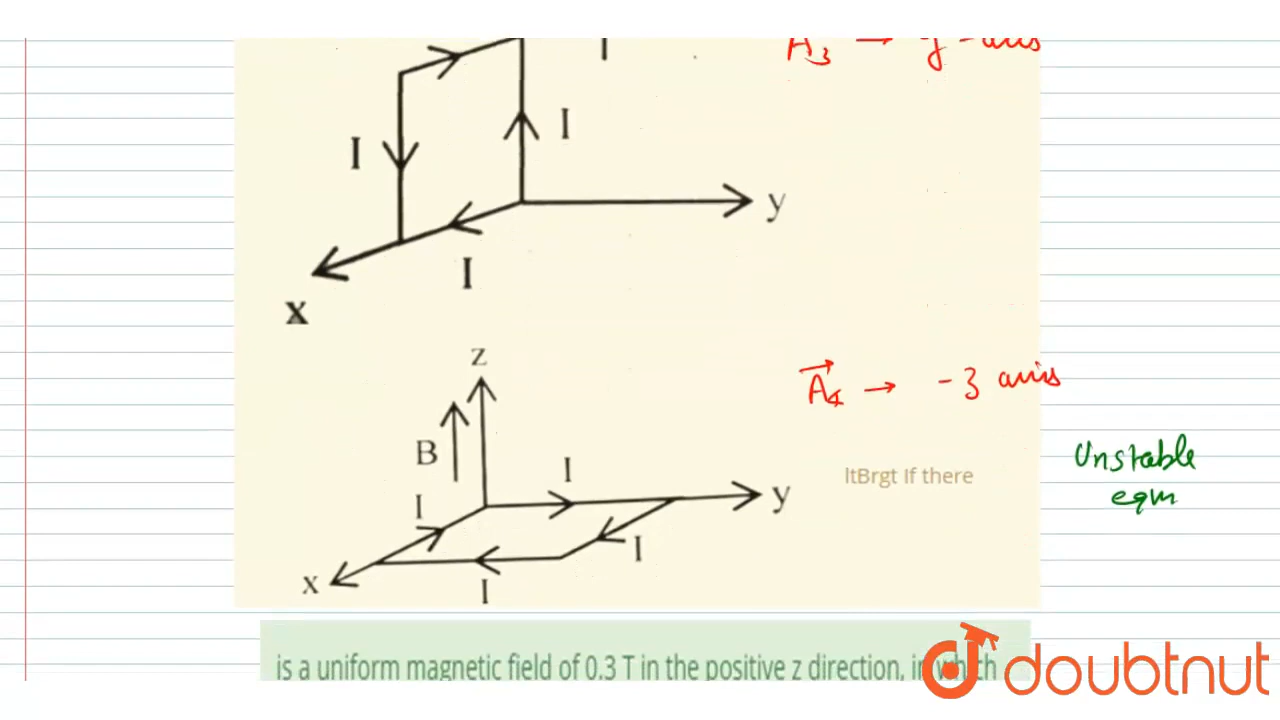 A₃ → y-axis
I
I
y
I
x
z
A₄ → -3 axis
B
I
Unstable
eqm
ltBrgt If there
I
y
I
x
I
is a uniform magnetic field of 0.3 T in the positive z direction, in which
doubtnut